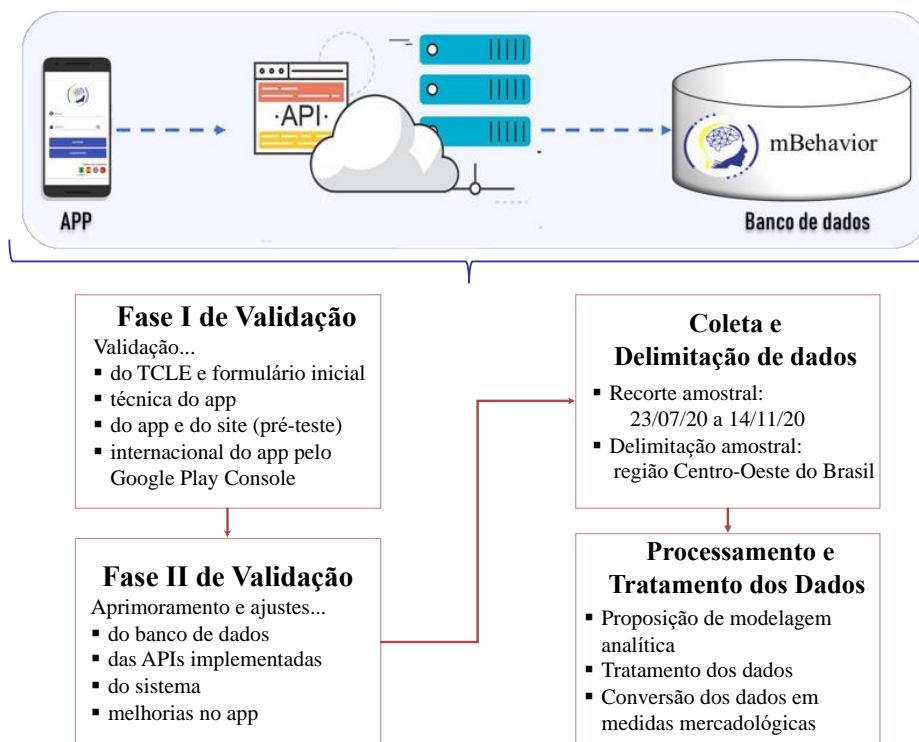 ·API·
mBehavior
APP
Banco de dados
Fase I de Validação
Validação...
▪ do TCLE e formulário inicial
▪ técnica do app
▪ do app e do site (pré-teste)
▪ internacional do app pelo
Google Play Console
Fase II de Validação
Aprimoramento e ajustes...
▪ do banco de dados
▪ das APIs implementadas
▪ do sistema
▪ melhorias no app
Coleta e
Delimitação de dados
▪ Recorte amostral:
23/07/20 a 14/11/20
▪ Delimitação amostral:
região Centro-Oeste do Brasil
Processamento e
Tratamento dos Dados
▪ Proposição de modelagem
analítica
▪ Tratamento dos dados
▪ Conversão dos dados em
medidas mercadológicas